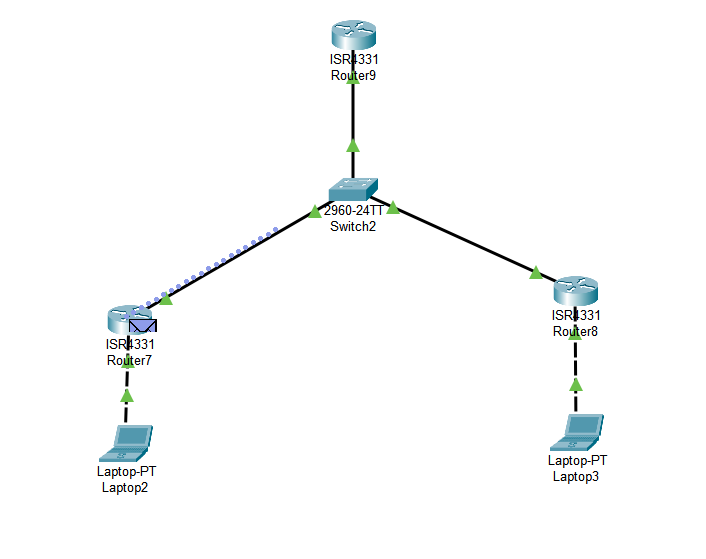 ISR4331
Router9
2960-24TT
Switch2
ISR4331
Router7
ISR4331
Router8
Laptop-PT
Laptop2
Laptop-PT
Laptop3